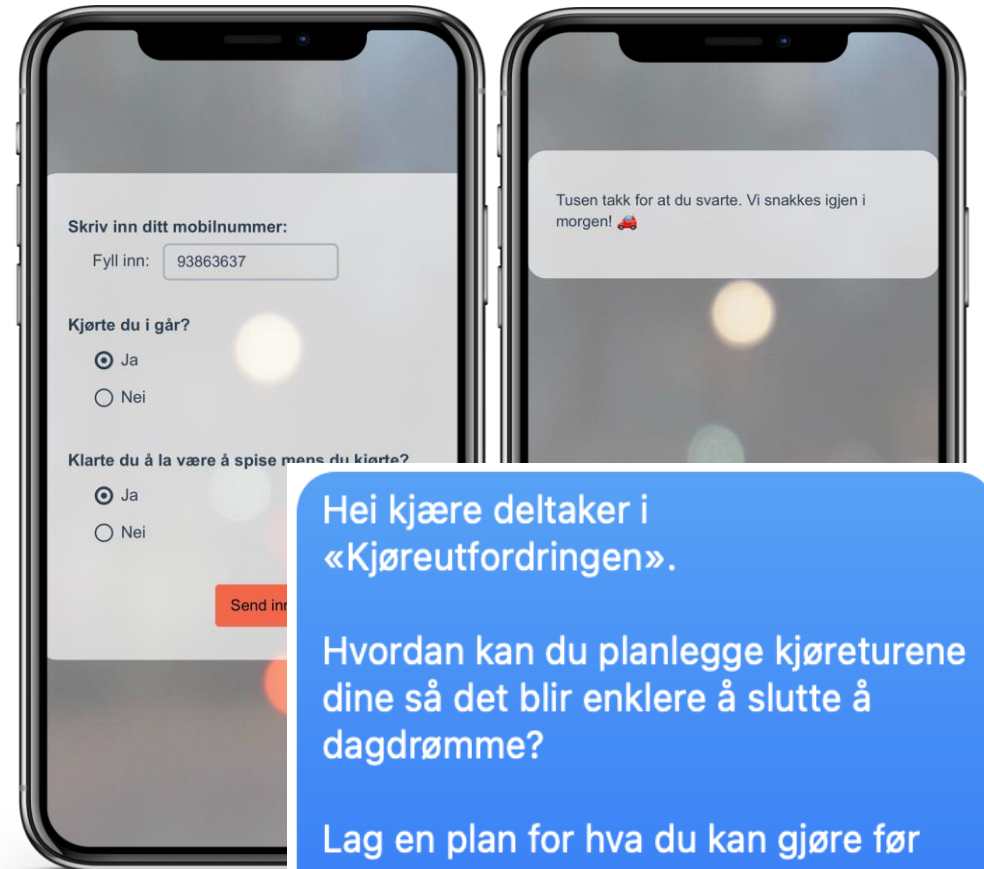 Skriv inn ditt mobilnummer:
Fyll inn: 93863637
Kjørte du i går?
Ja
Nei
Klarte du å la være å spise mens du kjørte?
Ja
Nei
Send inn
Tusen takk for at du svarte. Vi snakkes igjen i
morgen! 🚗
Hei kjære deltaker i
«Kjøreutfordringen».
Hvordan kan du planlegge kjøreturene
dine så det blir enklere å slutte å
dagdrømme?
Lag en plan for hva du kan gjøre før